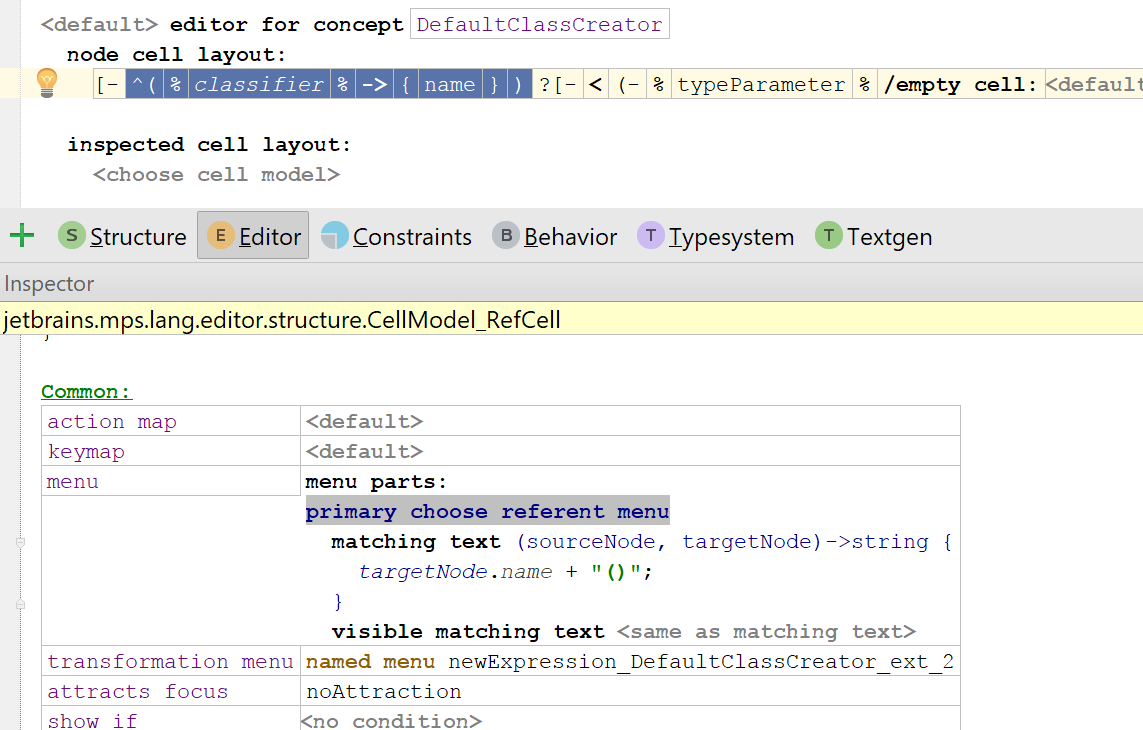 <default> editor for concept DefaultClassCreator
node cell layout:
[- ^( % classifier % -> { name } ) ?[- < (- % typeParameter % /empty cell: <default
inspected cell layout:
<choose cell model>
S Structure E Editor Constraints B Behavior T Typesystem T Textgen
Inspector
jetbrains.mps.lang.editor.structure.CellModel_RefCell
Common:
action map <default>
keymap <default>
menu menu parts:
primary choose referent menu
matching text (sourceNode, targetNode)->string {
targetNode.name + "()";
}
visible matching text <same as matching text>
transformation menu named menu newExpression_DefaultClassCreator_ext_2
attracts focus noAttraction
show if <no condition>